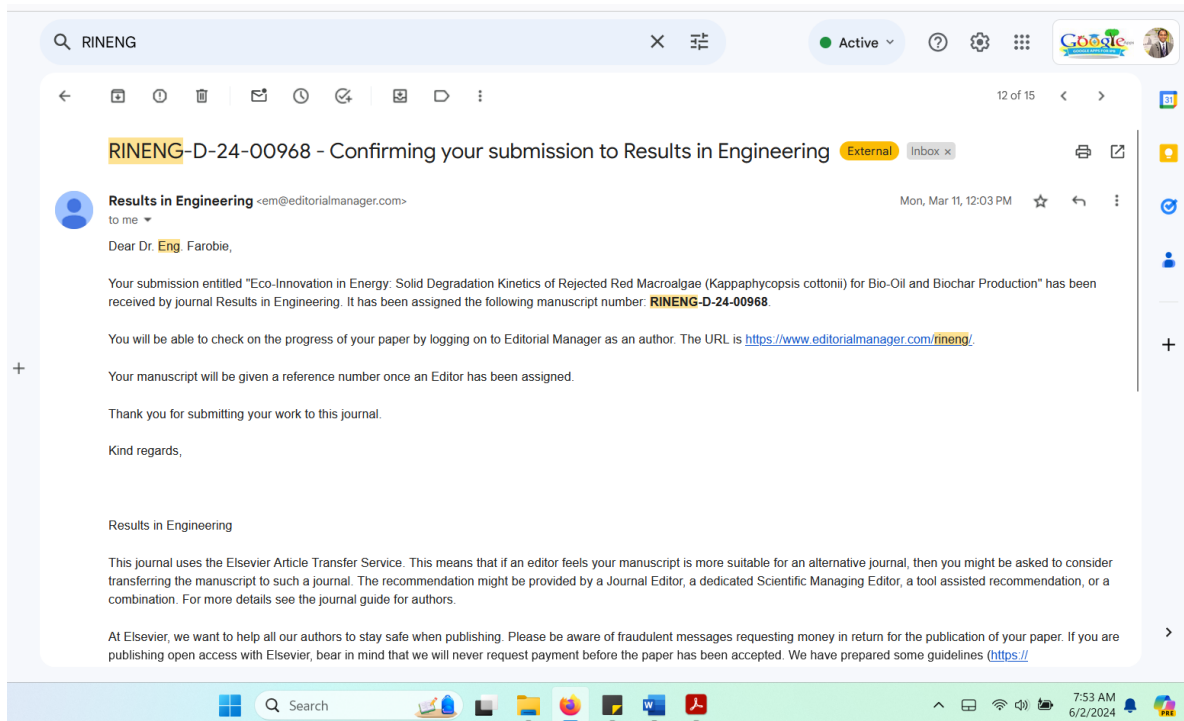 RINENG
Active
Google
12 of 15
31
RINENG-D-24-00968 - Confirming your submission to Results in Engineering External Inbox ×
Results in Engineering <em@editorialmanager.com>
Mon, Mar 11, 12:03 PM
to me
Dear Dr. Eng. Farobie,
Your submission entitled "Eco-Innovation in Energy: Solid Degradation Kinetics of Rejected Red Macroalgae (Kappaphycopsis cottonii) for Bio-Oil and Biochar Production" has been
received by journal Results in Engineering. It has been assigned the following manuscript number: RINENG-D-24-00968.
You will be able to check on the progress of your paper by logging on to Editorial Manager as an author. The URL is https://www.editorialmanager.com/rineng/.
Your manuscript will be given a reference number once an Editor has been assigned.
Thank you for submitting your work to this journal.
Kind regards,
Results in Engineering
This journal uses the Elsevier Article Transfer Service. This means that if an editor feels your manuscript is more suitable for an alternative journal, then you might be asked to consider
transferring the manuscript to such a journal. The recommendation might be provided by a Journal Editor, a dedicated Scientific Managing Editor, a tool assisted recommendation, or a
combination. For more details see the journal guide for authors.
At Elsevier, we want to help all our authors to stay safe when publishing. Please be aware of fraudulent messages requesting money in return for the publication of your paper. If you are
publishing open access with Elsevier, bear in mind that we will never request payment before the paper has been accepted. We have prepared some guidelines (https://
Search
7:53 AM
6/2/2024
PRE